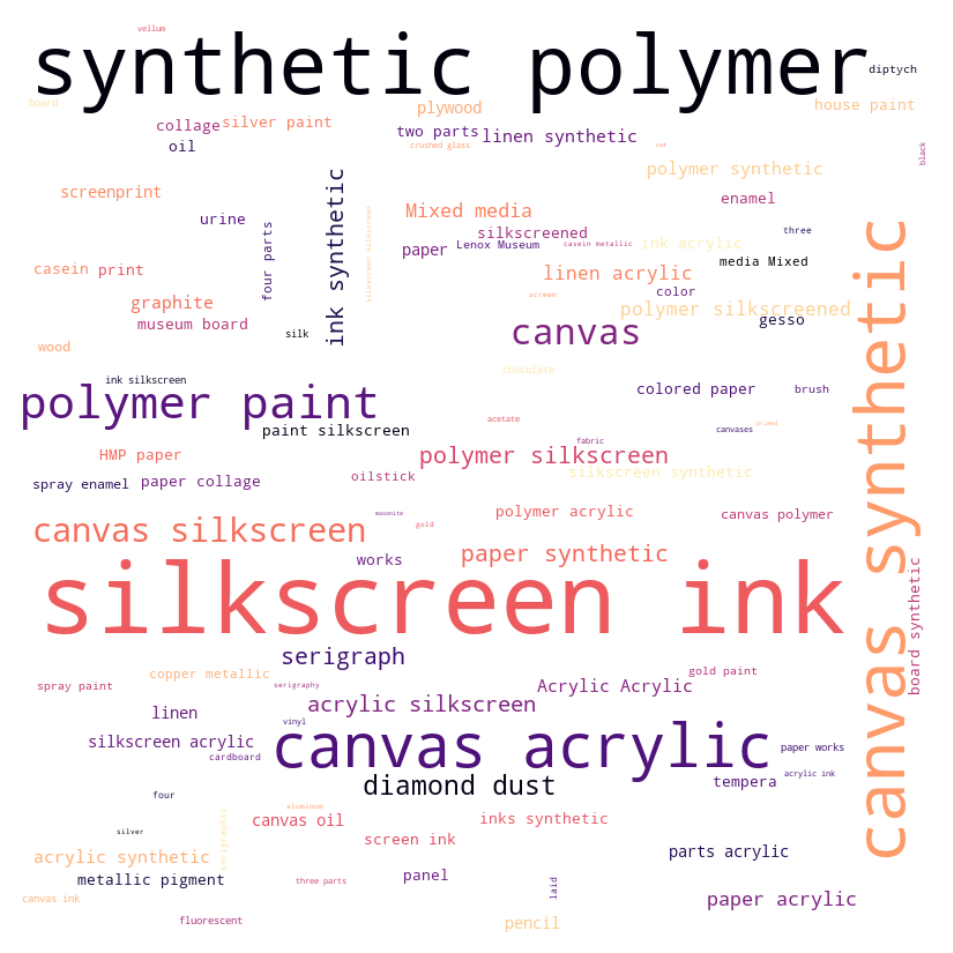 vellum
synthetic polymer
diptych
board
plywood
house paint
collage
silver paint
two parts
linen synthetic
oil
crushed glass
cut
black
polymer synthetic
screenprint
ink synthetic
enamel
urine
four parts
silkscreen silkscreen
Mixed media
silkscreened
three
canvas synthetic
paper
Lenox Museum
casein metallic
ink acrylic
media Mixed
casein
print
linen acrylic
graphite
screen
color
polymer silkscreened
museum board
silk
canvas
gesso
wood
chocolate
ink silkscreen
polymer paint
colored paper
brush
paint silkscreen
acetate
canvases
primed
fabric
HMP paper
polymer silkscreen
silkscreen synthetic
spray enamel
paper collage
oilstick
masonite
gold
polymer acrylic
canvas polymer
canvas silkscreen
works
paper synthetic
board synthetic
silkscreen ink
serigraph
copper metallic
gold paint
spray paint
serigraphy
Acrylic Acrylic
linen
acrylic silkscreen
vinyl
silkscreen acrylic
cardboard
canvas acrylic
paper works
acrylic ink
tempera
diamond dust
four
aluminum
silver
serigraphic
canvas oil
inks synthetic
screen ink
acrylic synthetic
parts acrylic
metallic pigment
three parts
panel
laid
canvas ink
paper acrylic
fluorescent
pencil